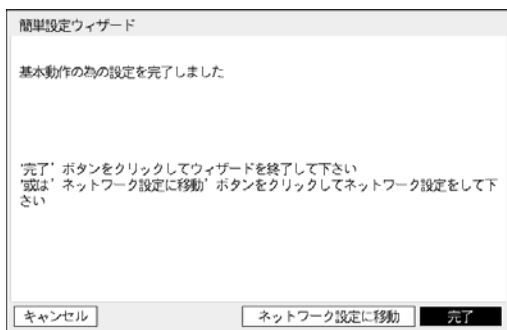 簡単設定ウィザード
基本動作の為の設定を完了しました
'完了' ボタンをクリックしてウィザードを終了して下さい
'或は' ネットワーク設定に移動' ボタンをクリックしてネットワーク設定をして下
さい
キャンセル ネットワーク設定に移動 完了